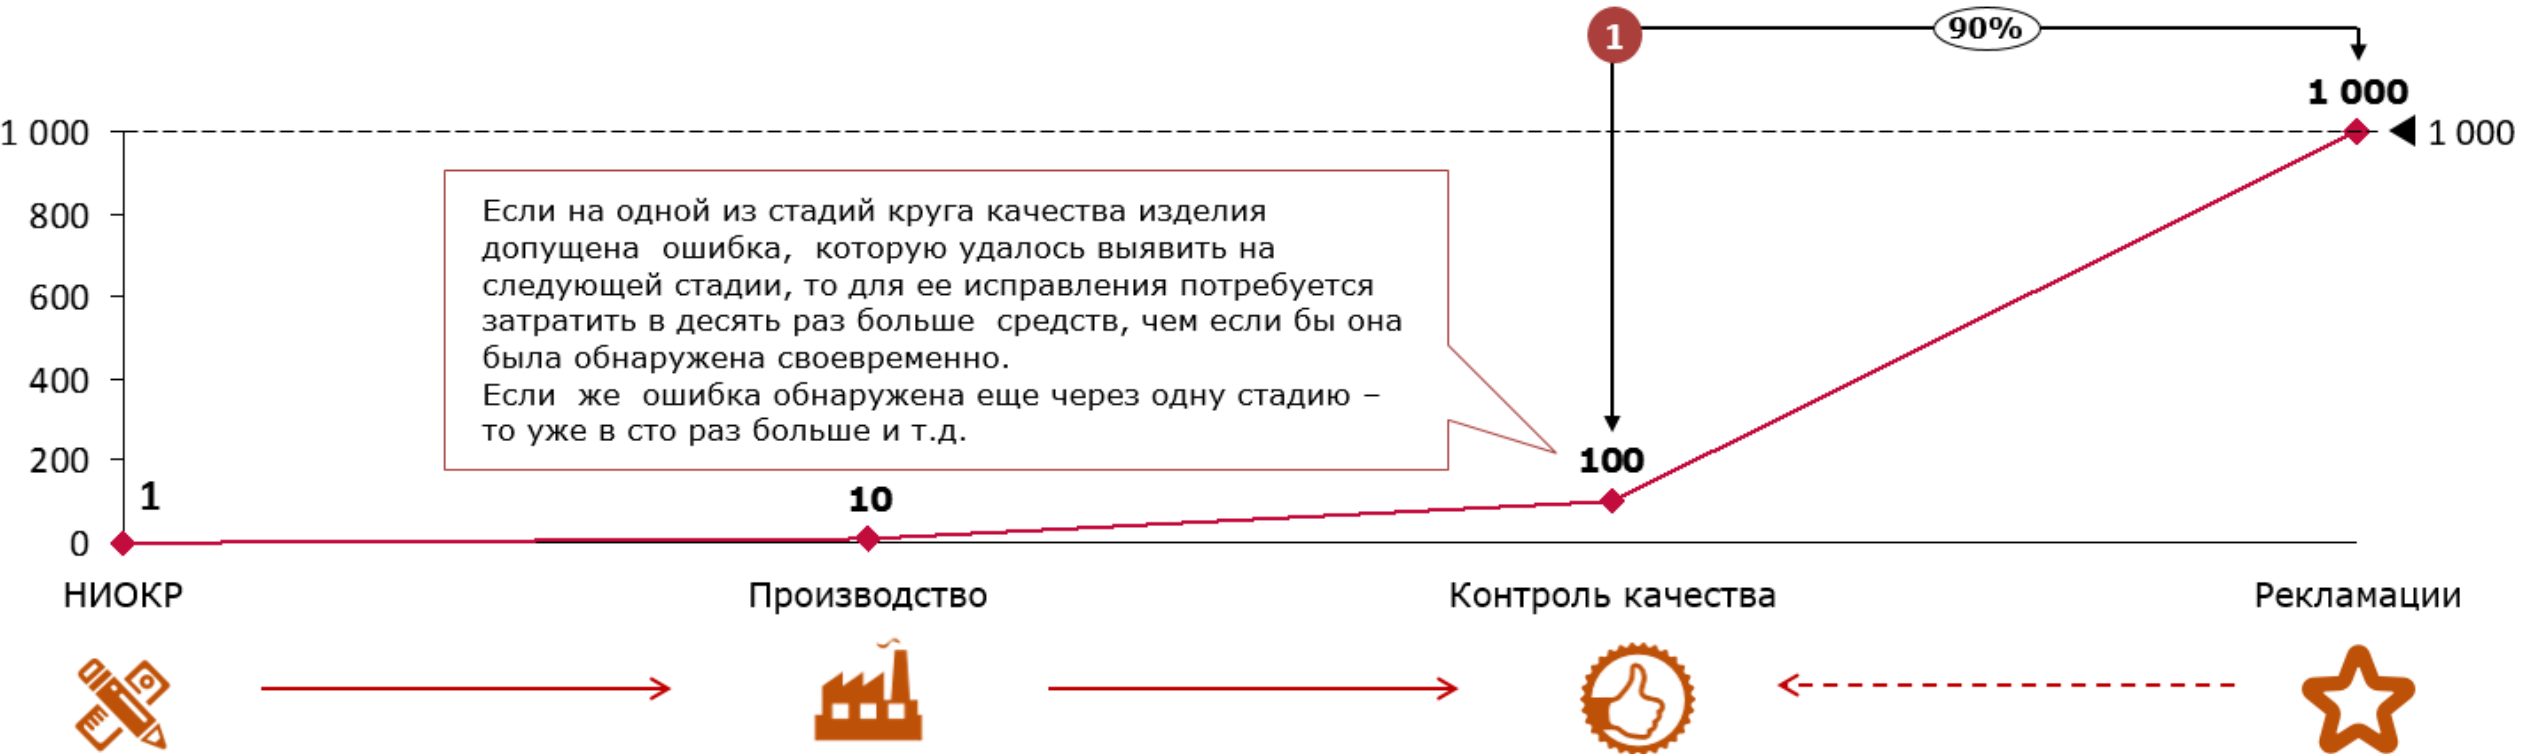 1
90%
1 000
1 000
1 000
800
600
400
200
0
Если на одной из стадий круга качества изделия
допущена ошибка, которую удалось выявить на
следующей стадии, то для ее исправления потребуется
затратить в десять раз больше средств, чем если бы она
была обнаружена своевременно.
Если же ошибка обнаружена еще через одну стадию –
то уже в сто раз больше и т.д.
1
10
100
НИОКР
Производство
Контроль качества
Рекламации